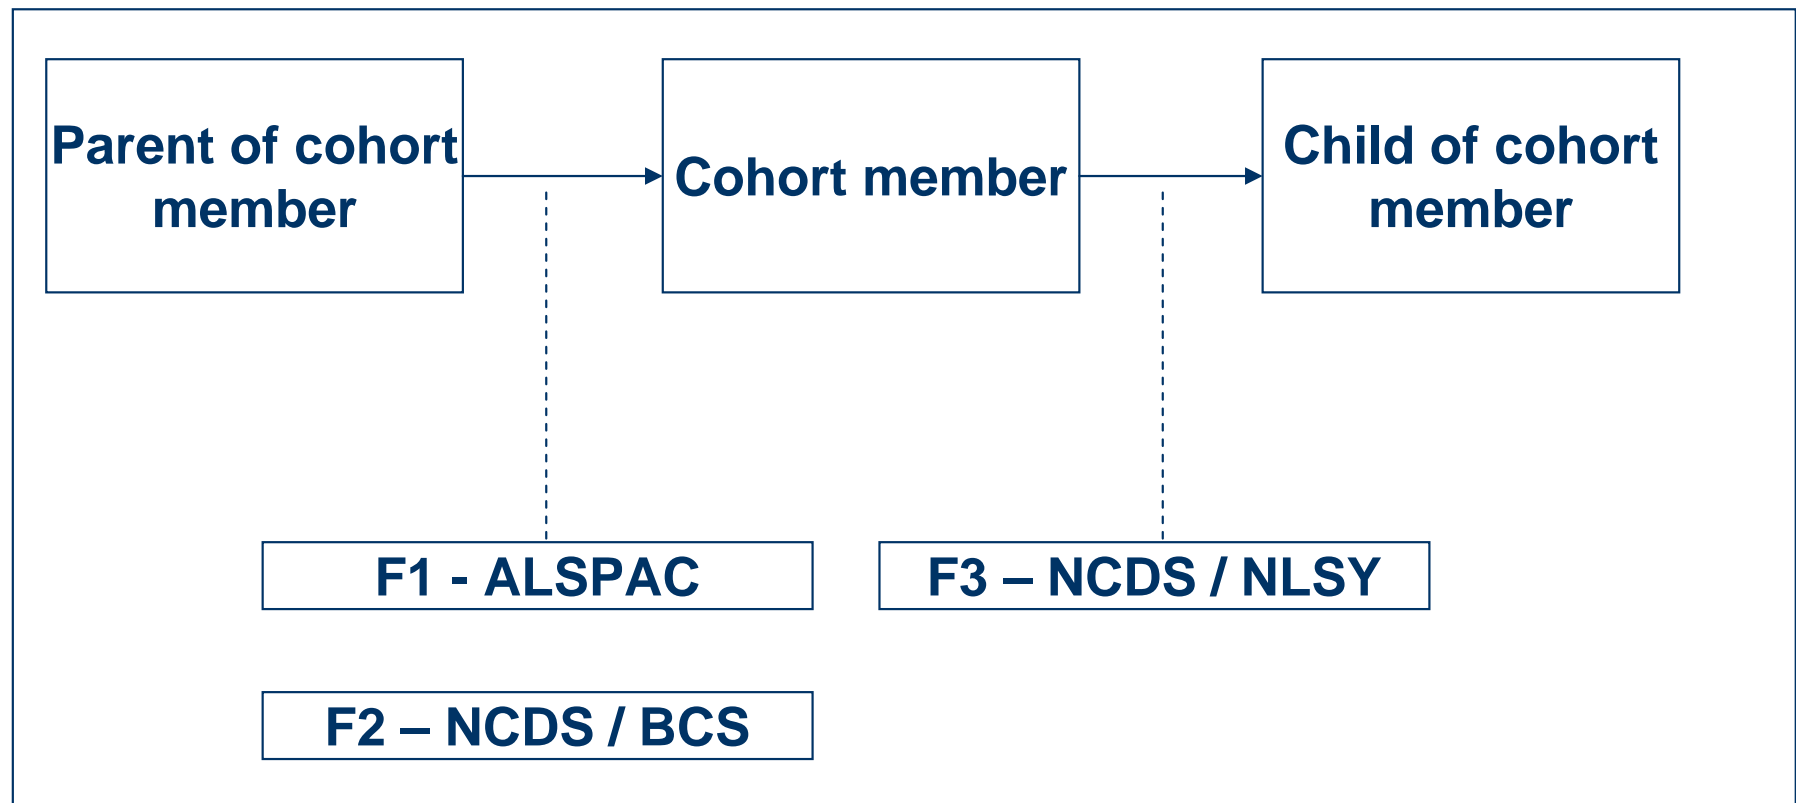 Parent of cohort
member
Cohort member
Child of cohort
member
F1 - ALSPAC
F3 – NCDS / NLSY
F2 – NCDS / BCS